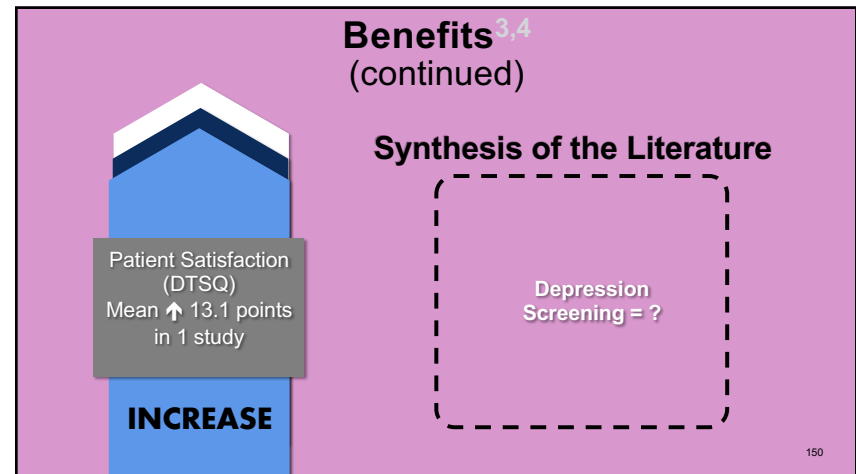 Benefits3,4
(continued)
Synthesis of the Literature
Patient Satisfaction
(DTSQ)
Mean ↑ 13.1 points
in 1 study
INCREASE
Depression
Screening = ?
150